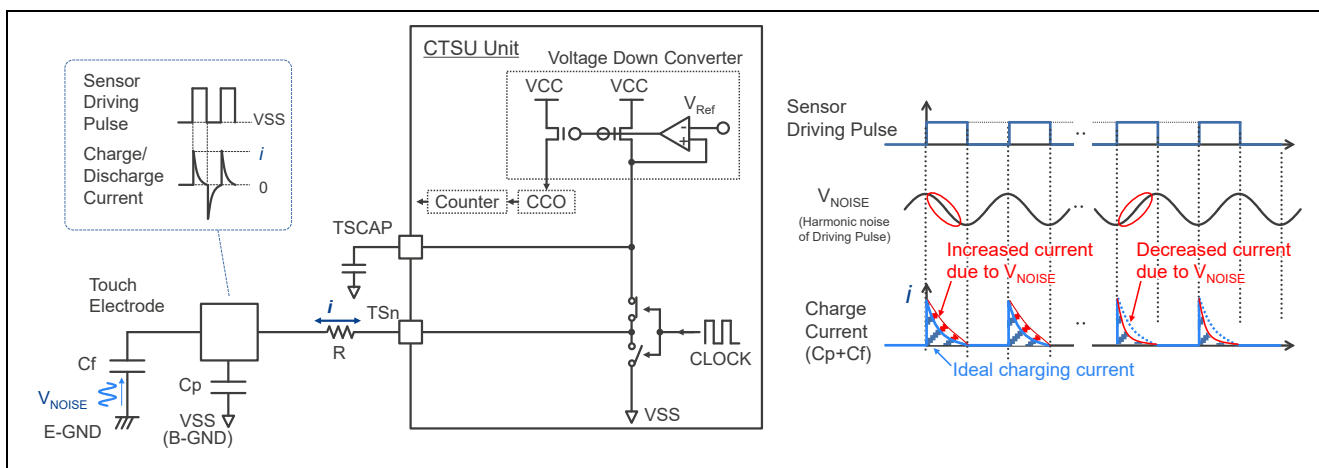 Sensor
Driving
Pulse
VSS
Charge/
Discharge
Current
i
0
CTSU Unit
Voltage Down Converter
VCC
VCC
VRef
-
+
Counter
CCO
TSCAP
Touch
Electrode
i
TSn
R
CLOCK
Cf
Cp
VNOISE
E-GND
VSS
(B-GND)
VSS
Sensor
Driving Pulse
..
VNOISE
(Harmonic noise
of Driving Pulse)
..
Increased current
due to VNOISE
Decreased current
due to VNOISE
i
Charge
Current
(Cp+Cf)
..
Ideal charging current